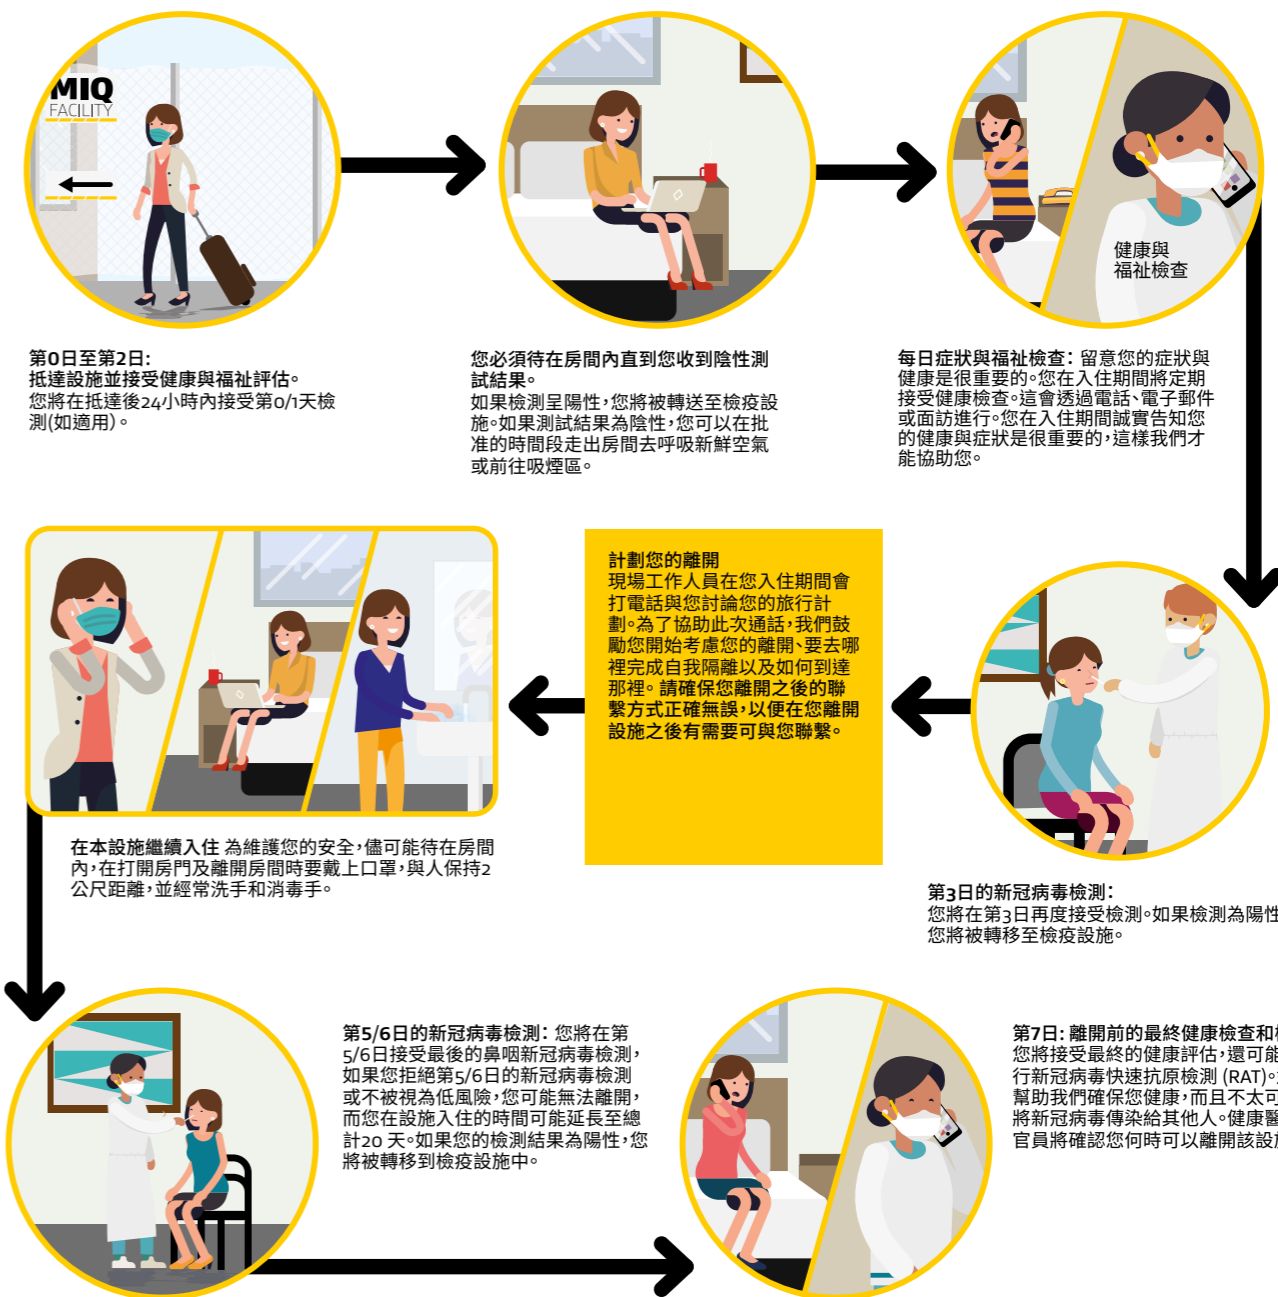 MIQ
FACILITY
健康與
福祉檢查
第0日至第2日:
抵達設施並接受健康與福祉評估。
您將在抵達後24小時內接受第0/1天檢
測(如適用)。
您必須待在房間內直到您收到陰性測
試結果。
如果檢測呈陽性,您將被轉送至檢疫設
施。如果測試結果為陰性,您可以在批
准的時間段走出房間去呼吸新鮮空氣
或前往吸煙區。
每日症狀與福祉檢查: 留意您的症狀與
健康是很重要的。您在入住期間將定期
接受健康檢查。這會透過電話、電子郵件
或面訪進行。您在入住期間誠實告知您
的健康與症狀是很重要的,這樣我們才
能協助您。
計劃您的離開
現場工作人員在您入住期間會
打電話與您討論您的旅行計
劃。為了協助此次通話,我們鼓
勵您開始考慮您的離開、要去哪
裡完成自我隔離以及如何到達
那裡。請確保您離開之後的聯
繫方式正確無誤,以便在您離開
設施之後有需要可與您聯繫。
在本設施繼續入住 為維護您的安全,儘可能待在房間
內,在打開房門及離開房間時要戴上口罩,與人保持2
公尺距離,並經常洗手和消毒手。
第3日的新冠病毒檢測:
您將在第3日再度接受檢測。如果檢測為陽性
您將被轉移至檢疫設施。
第5/6日的新冠病毒檢測: 您將在第
5/6日接受最後的鼻咽新冠病毒檢測,
如果您拒絕第5/6日的新冠病毒檢測
或不被視為低風險,您可能無法離開,
而您在設施入住的時間可能延長至總
計20 天。如果您的檢測結果為陽性,您
將被轉移到檢疫設施中。
第7日: 離開前的最終健康檢查和
您將接受最終的健康評估,還可能
行新冠病毒快速抗原檢測 (RAT)。
幫助我們確保您健康,而且不太可
將新冠病毒傳染給其他人。健康醫
官員將確認您何時可以離開該設